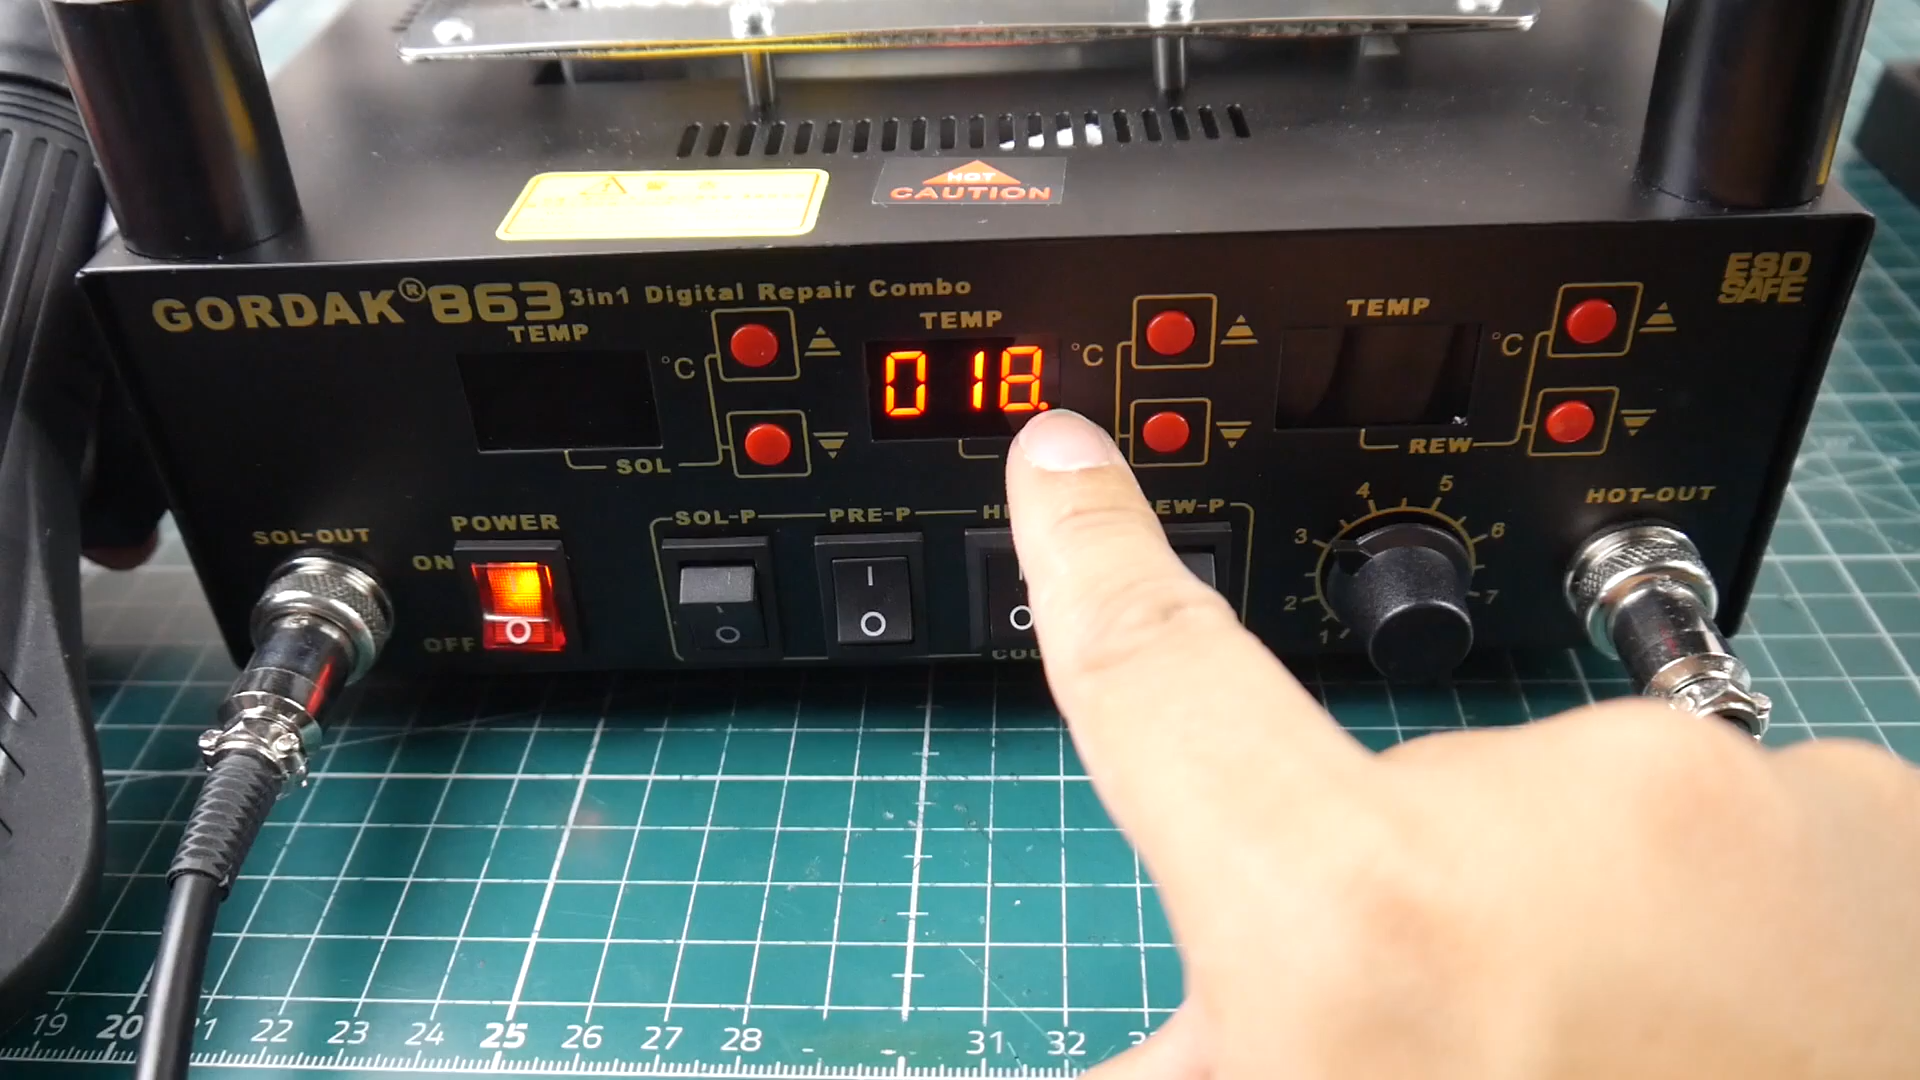 HOT
CAUTION
ESD
SAFE
GORDAK® 863 3in1 Digital Repair Combo
TEMP
TEMP
TEMP
°C
°C
°C
018.
SOL
REW
SOL-OUT
POWER
ON
OFF
SOL-P
PRE-P
HOT-OUT
1
2
3
4
5
6
7
19 20 21 22 23 24 25 26 27 28 31 32